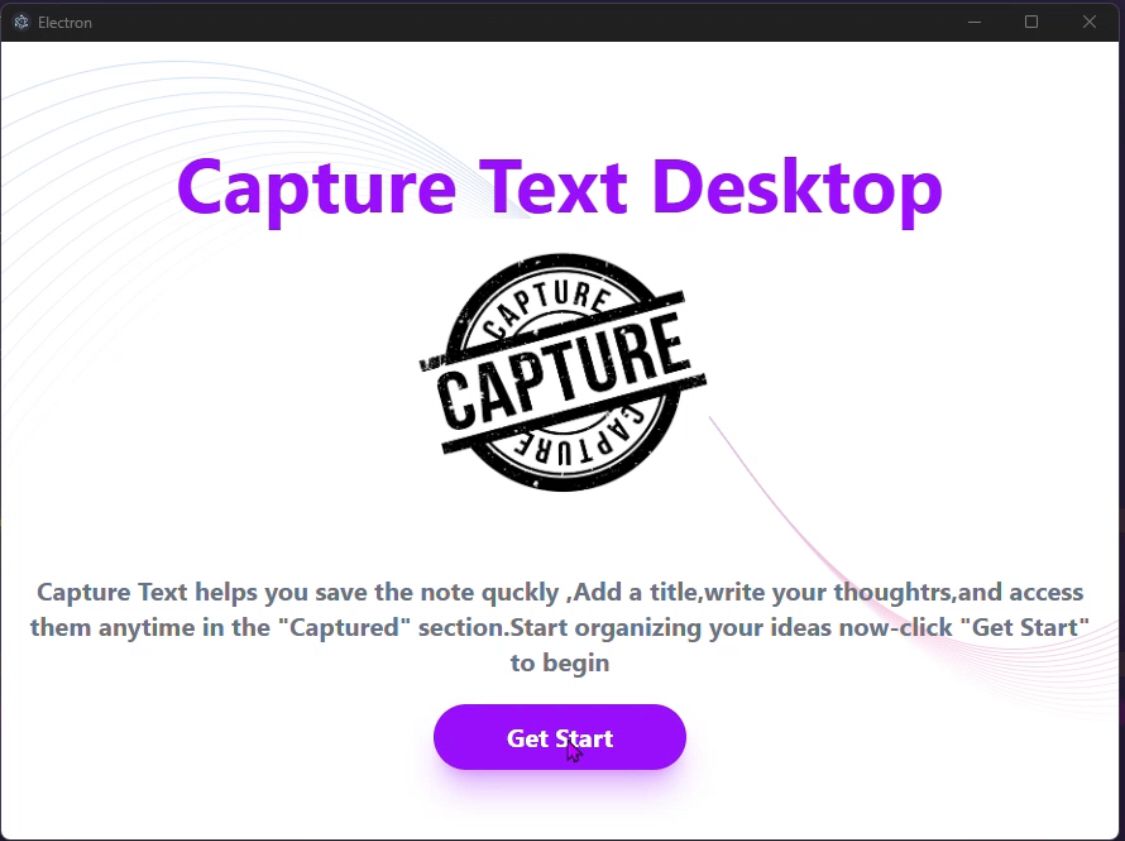 Electron
Capture Text Desktop
CAPTURE
CAPTURE
CAPTURE
Capture Text helps you save the note quckly ,Add a title,write your thoughtrs,and access
them anytime in the "Captured" section.Start organizing your ideas now-click "Get Start"
to begin
Get Start